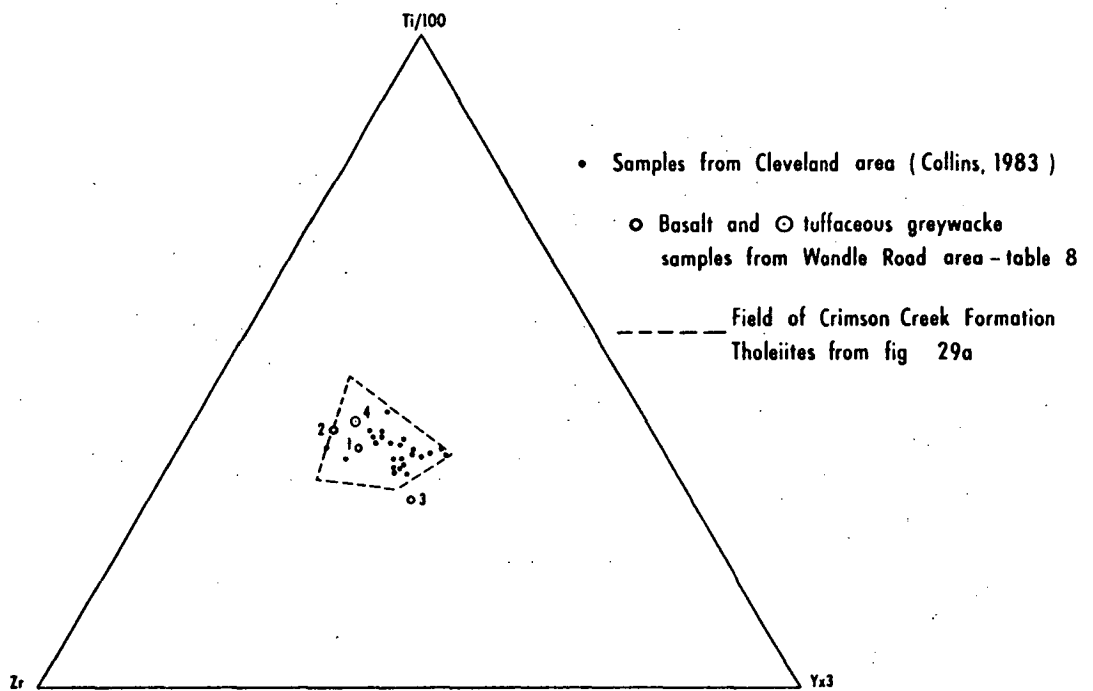 Ti/100
• Samples from Cleveland area ( Collins, 1983 )
o Basalt and ⊙ tuffaceous greywacke
samples from Wandle Road area – table 8
Field of Crimson Creek Formation
Tholeiites from fig 29a
4
2
1
3
Zr
Yx3